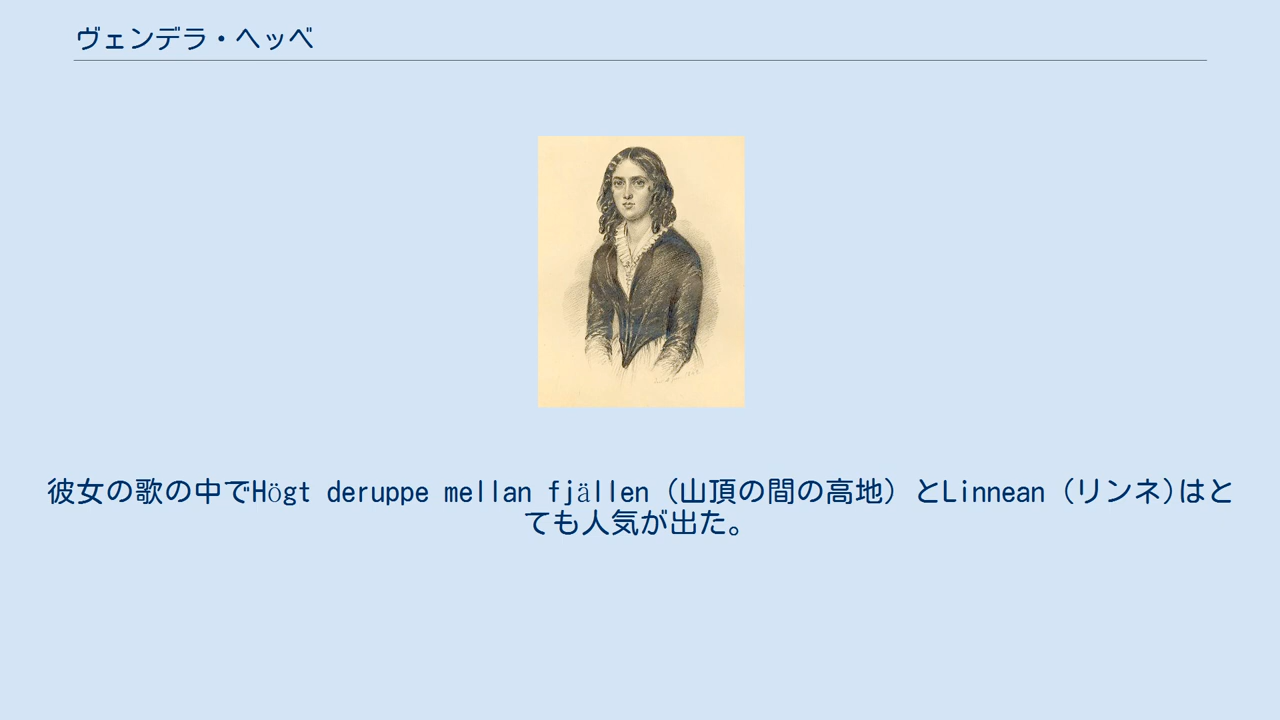 ヴェンデラ・ヘッベ
彼女の歌の中でHögt deruppe mellan fjällen（山頂の間の高地）とLinnean（リンネ)はと
ても人気が出た。